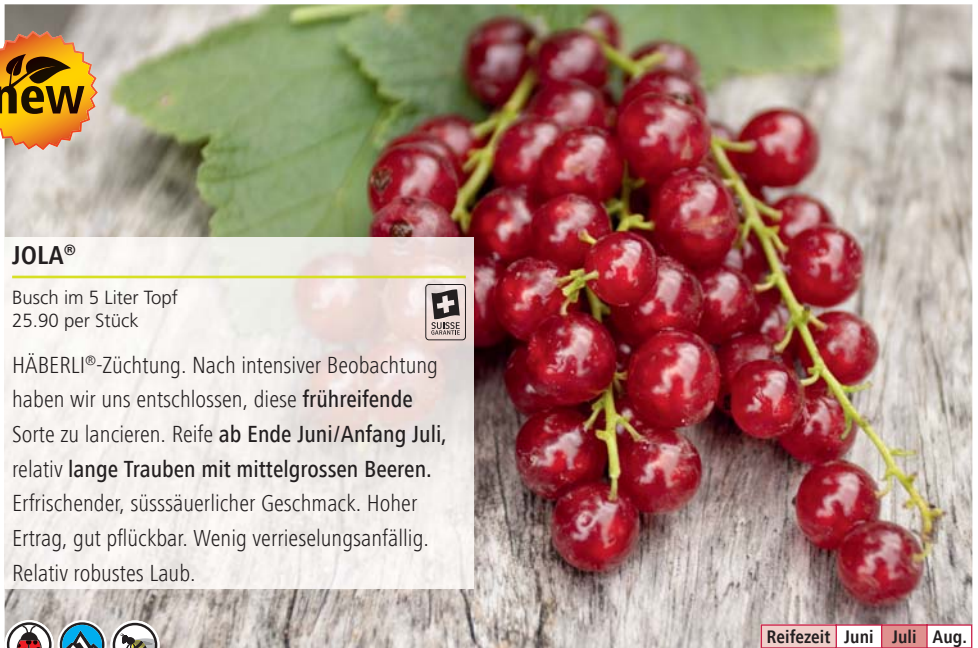 new
JOLA®
Busch im 5 Liter Topf
25.90 per Stück
SUISSE
GARANTIE
HÄBERLI®-Züchtung. Nach intensiver Beobachtung
haben wir uns entschlossen, diese frühreifende
Sorte zu lancieren. Reife ab Ende Juni/Anfang Juli,
relativ lange Trauben mit mittelgrossen Beeren.
Erfrischender, süsssäuerlicher Geschmack. Hoher
Ertrag, gut pflückbar. Wenig verrieselungsanfällig.
Relativ robustes Laub.
Reifezeit Juni Juli Aug.